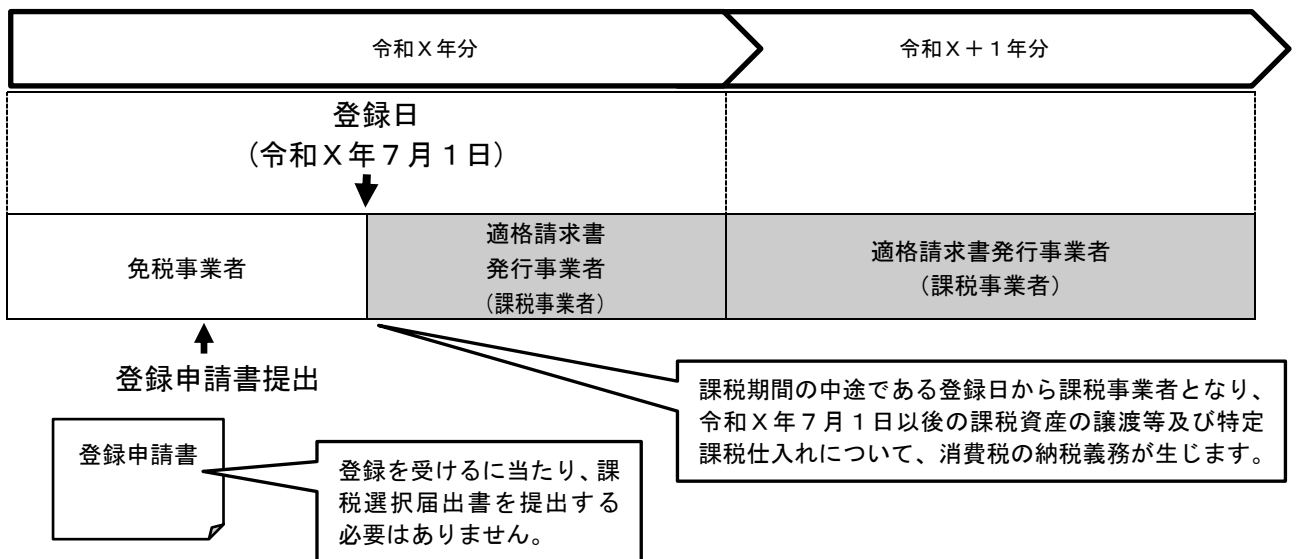 令和X年分
令和X＋1年分
登録日
（令和X年7月1日）
免税事業者
適格請求書
発行事業者
（課税事業者）
適格請求書発行事業者
（課税事業者）
登録申請書提出
登録申請書
登録を受けるに当たり、課
税選択届出書を提出する
必要はありません。
課税期間の中途である登録日から課税事業者となり、
令和X年7月1日以後の課税資産の譲渡等及び特定
課税仕入れについて、消費税の納税義務が生じます。